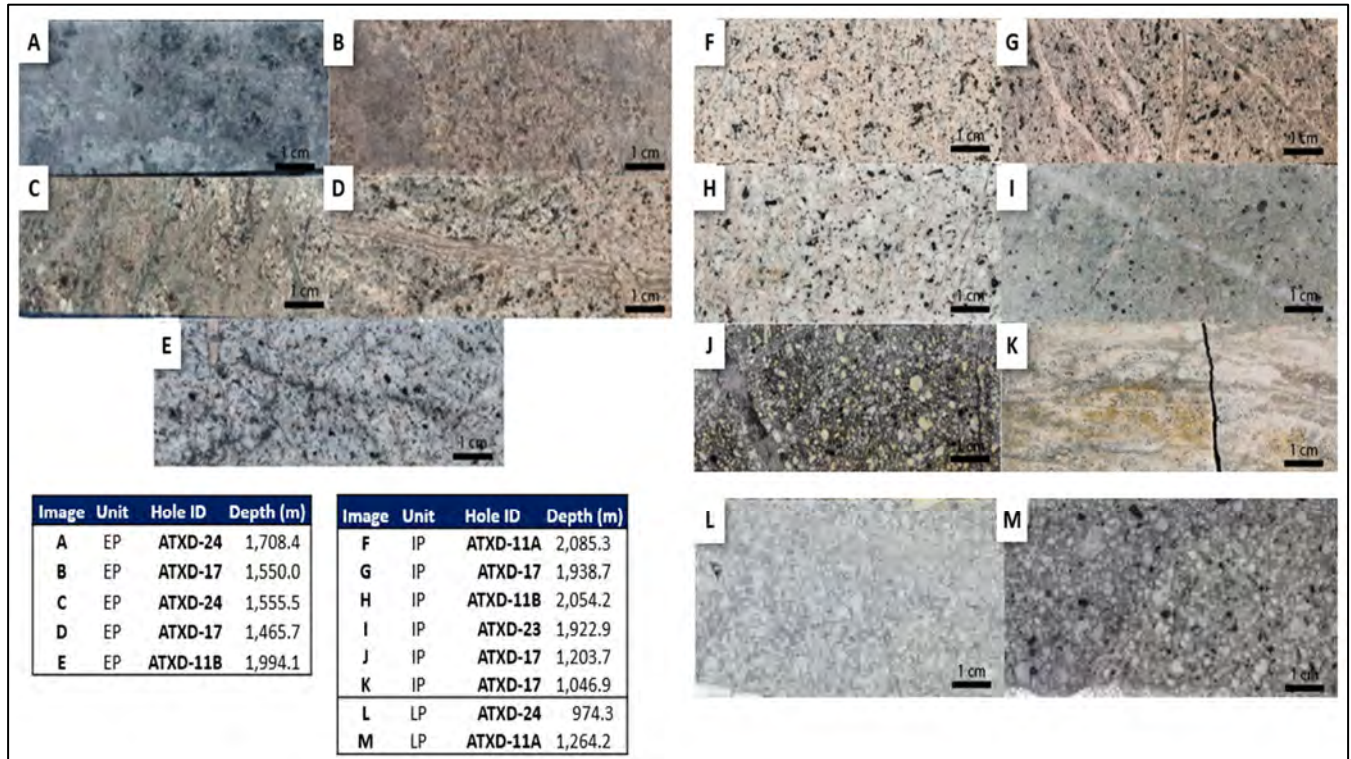 A
B
F
G
1 cm
1 cm
1 cm
1 cm
C
D
H
I
1 cm
1 cm
1 cm
1 cm
E
J
K
1 cm
1 cm
1 cm
Image Unit Hole ID Depth (m)
A EP ATXD-24 1,708.4
B EP ATXD-17 1,550.0
C EP ATXD-24 1,555.5
D EP ATXD-17 1,465.7
E EP ATXD-11B 1,994.1
Image Unit Hole ID Depth (m)
F IP ATXD-11A 2,085.3
G IP ATXD-17 1,938.7
H IP ATXD-11B 2,054.2
I IP ATXD-23 1,922.9
J IP ATXD-17 1,203.7
K IP ATXD-17 1,046.9
L LP ATXD-24 974.3
M LP ATXD-11A 1,264.2
L
M
1 cm
1 cm